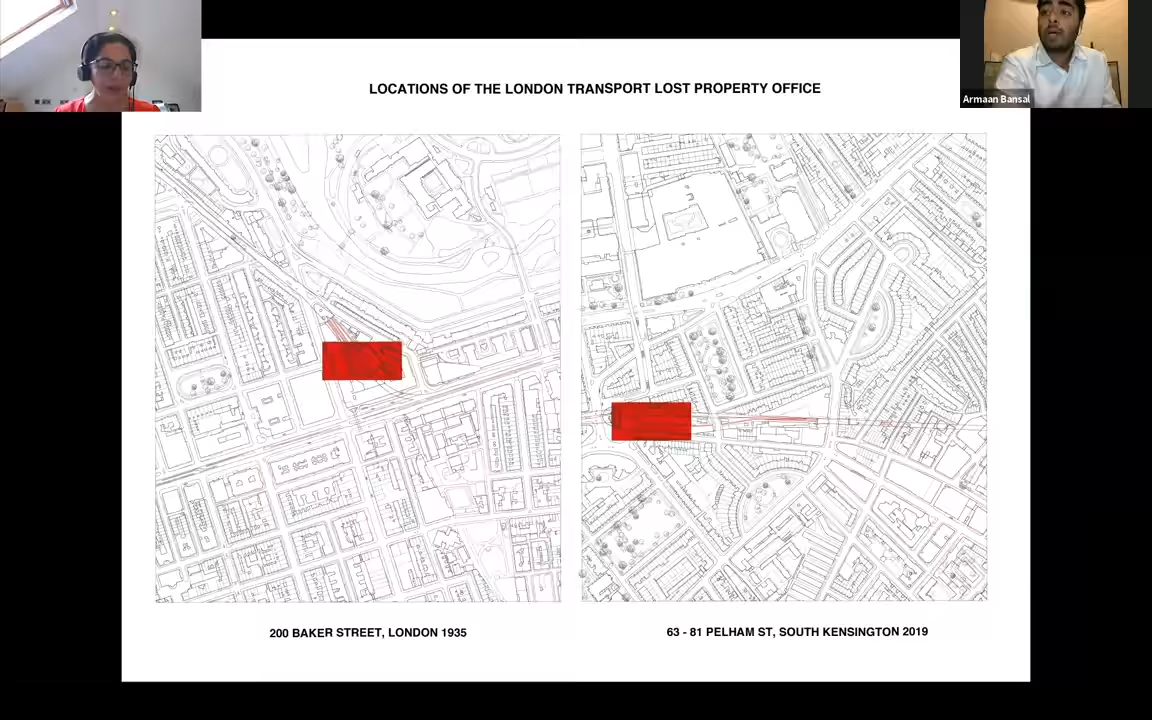 LOCATIONS OF THE LONDON TRANSPORT LOST PROPERTY OFFICE
Armaan Bansal
200 BAKER STREET, LONDON 1935
63 - 81 PELHAM ST, SOUTH KENSINGTON 2019